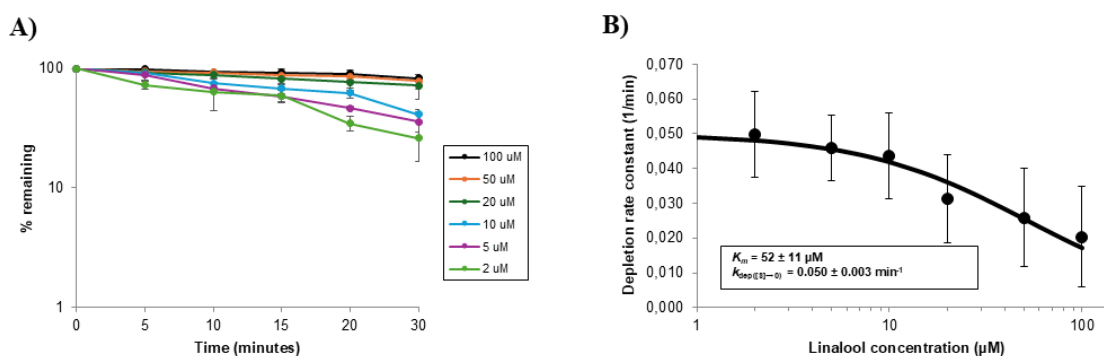 A)
100
10
1
% remaining
0 5 10 15 20 30
Time (minutes)
100 uM
50 uM
20 uM
10 uM
5 uM
2 uM
B)
0,070
0,060
0,050
0,040
0,030
0,020
0,010
0,000
Depletion rate constant (1/min)
Km = 52 ± 11 µM
kdep([S]→0) = 0.050 ± 0.003 min-1
1 10 100
Linalool concentration (µM)